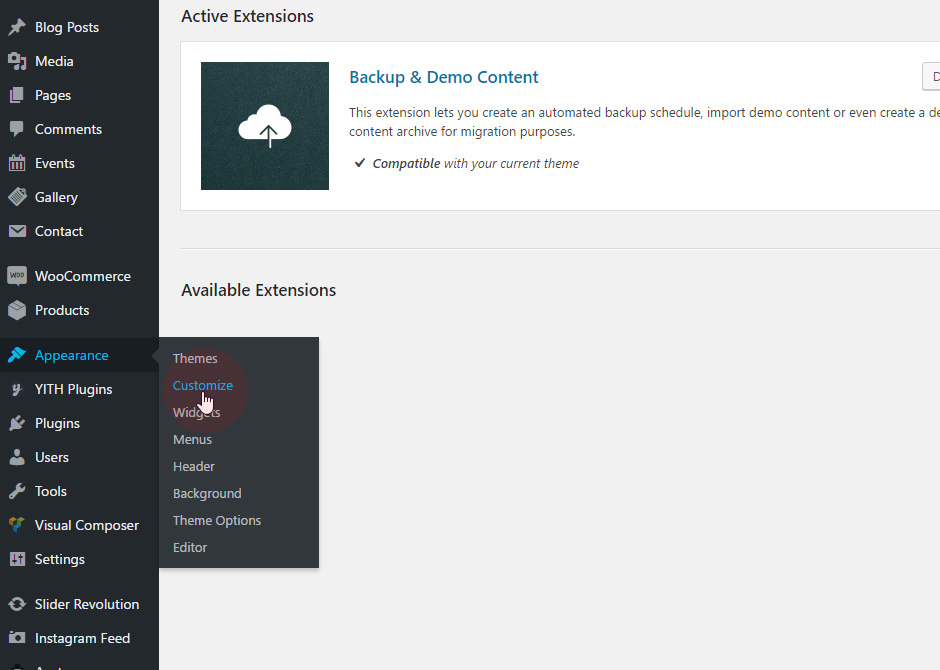 Blog Posts
Media
Pages
Comments
Events
Gallery
Contact
WOO
WooCommerce
Products
Appearance
YITH Plugins
Plugins
Users
Tools
Visual Composer
Settings
Slider Revolution
Instagram Feed
Themes
Customize
Widgets
Menus
Header
Background
Theme Options
Editor
Active Extensions
Backup & Demo Content
This extension lets you create an automated backup schedule, import demo content or even create a de
content archive for migration purposes.
Compatible with your current theme
D
Available Extensions